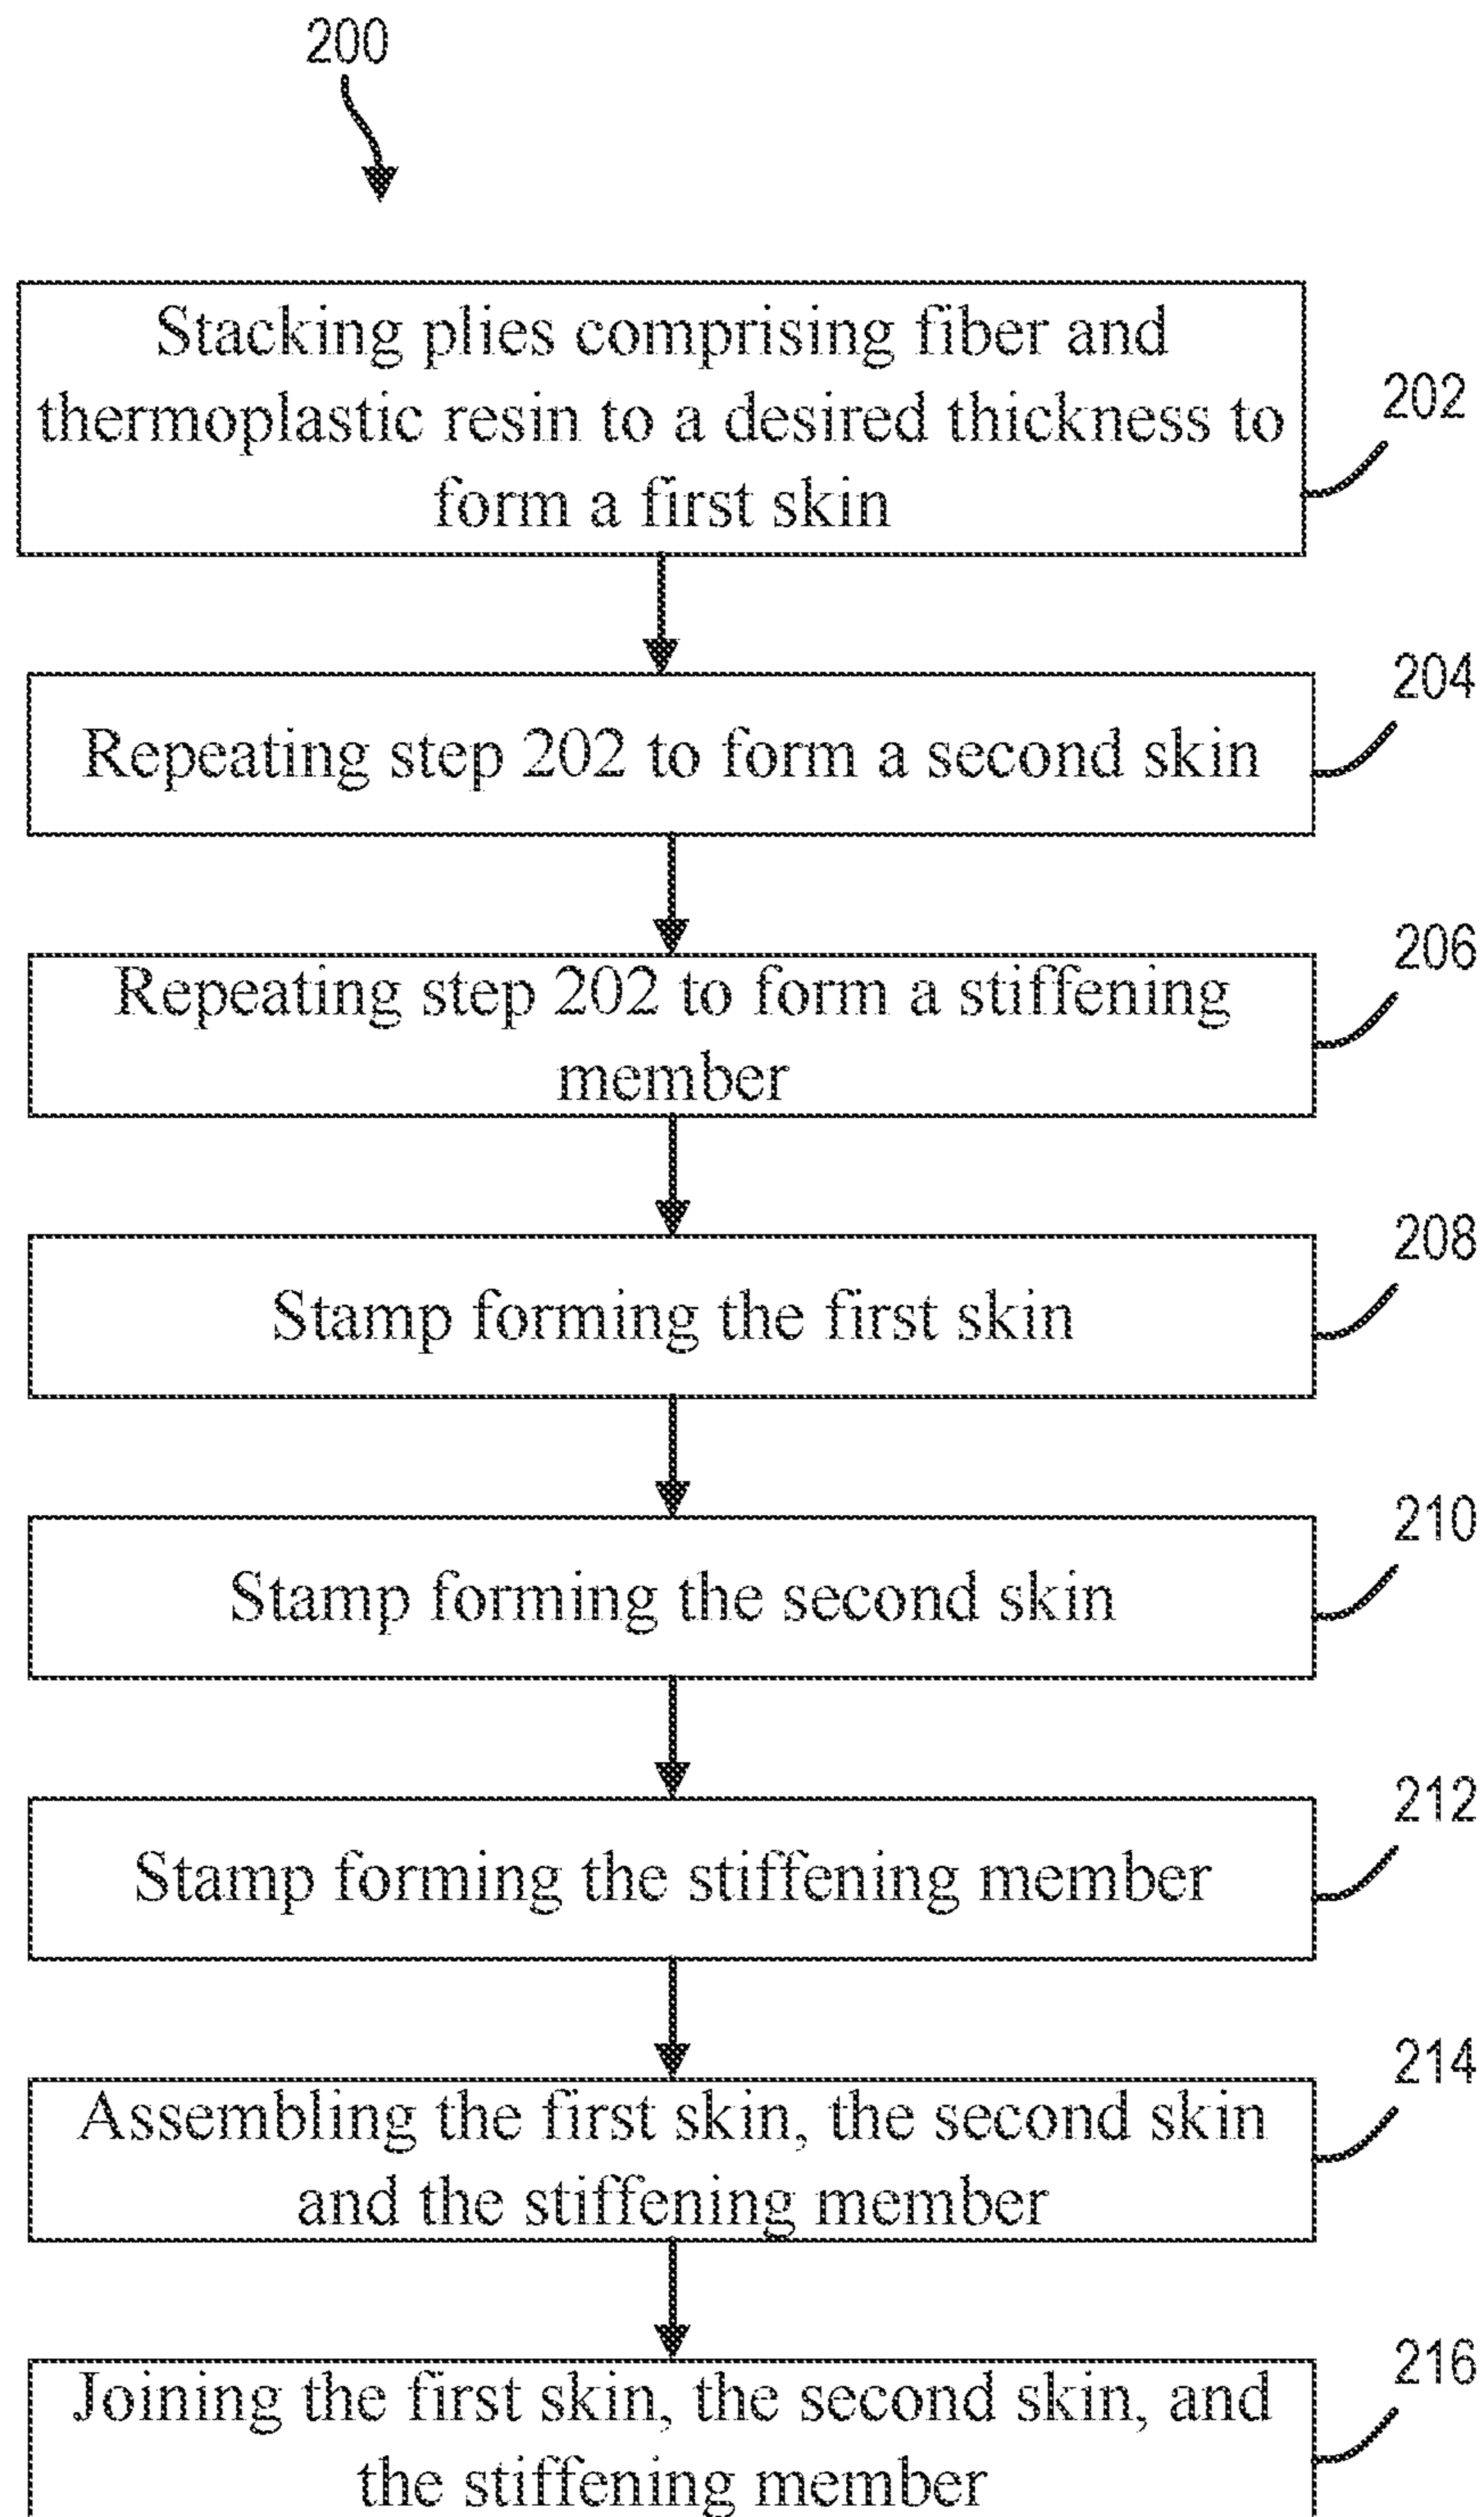 200
Stacking plies comprising fiber and
thermoplastic resin to a desired thickness to
form a first skin
202
Repeating step 202 to form a second skin
204
Repeating step 202 to form a stiffening
member
206
Stamp forming the first skin
208
Stamp forming the second skin
210
Stamp forming the stiffening member
212
Assembling the first skin, the second skin
and the stiffening member
214
Joining the first skin, the second skin, and
the stiffening member
216